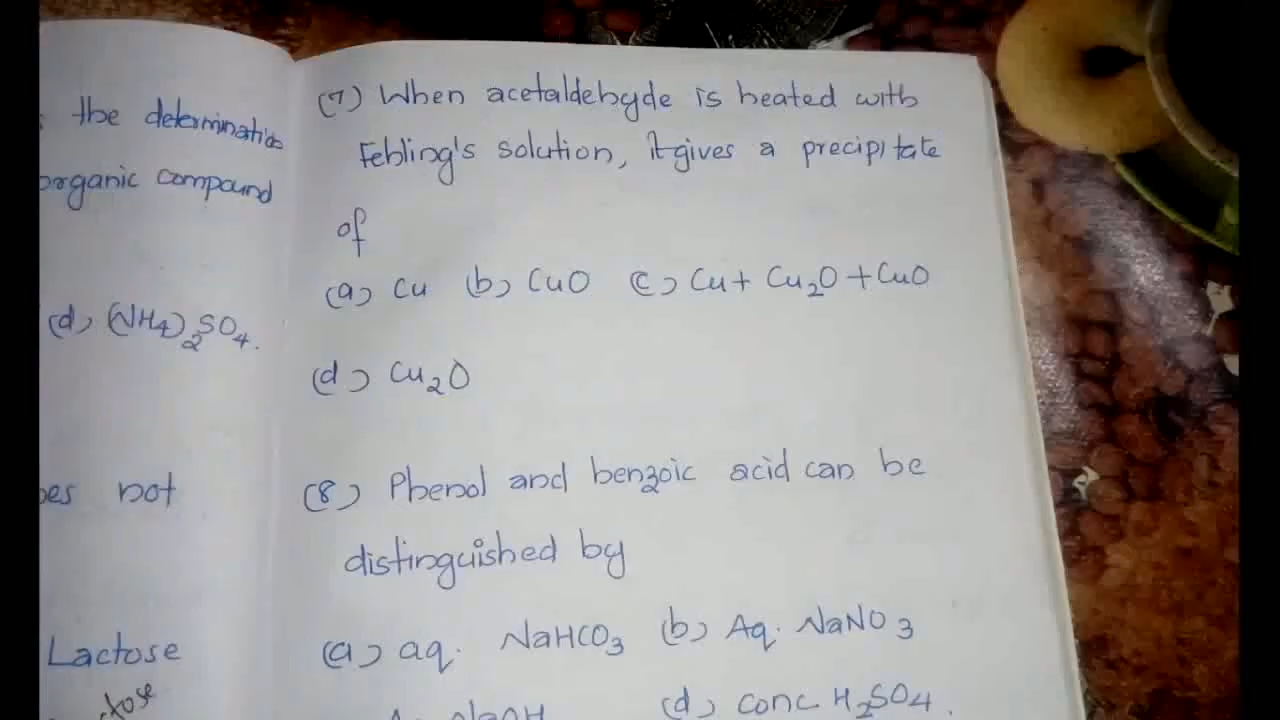 the determination
organic compound
(d) (NH4)2SO4.
not
Lactose
(7) When acetaldehyde is heated with
Fehling's solution, it gives a precipitate
of
(a) Cu (b) CuO (c) Cu + Cu2O + CuO
(d) Cu2O
(8) Phenol and benzoic acid can be
distinguished by
(a) aq. NaHCO3 (b) Aq. NaNO3
NaOH (d) conc H2SO4.